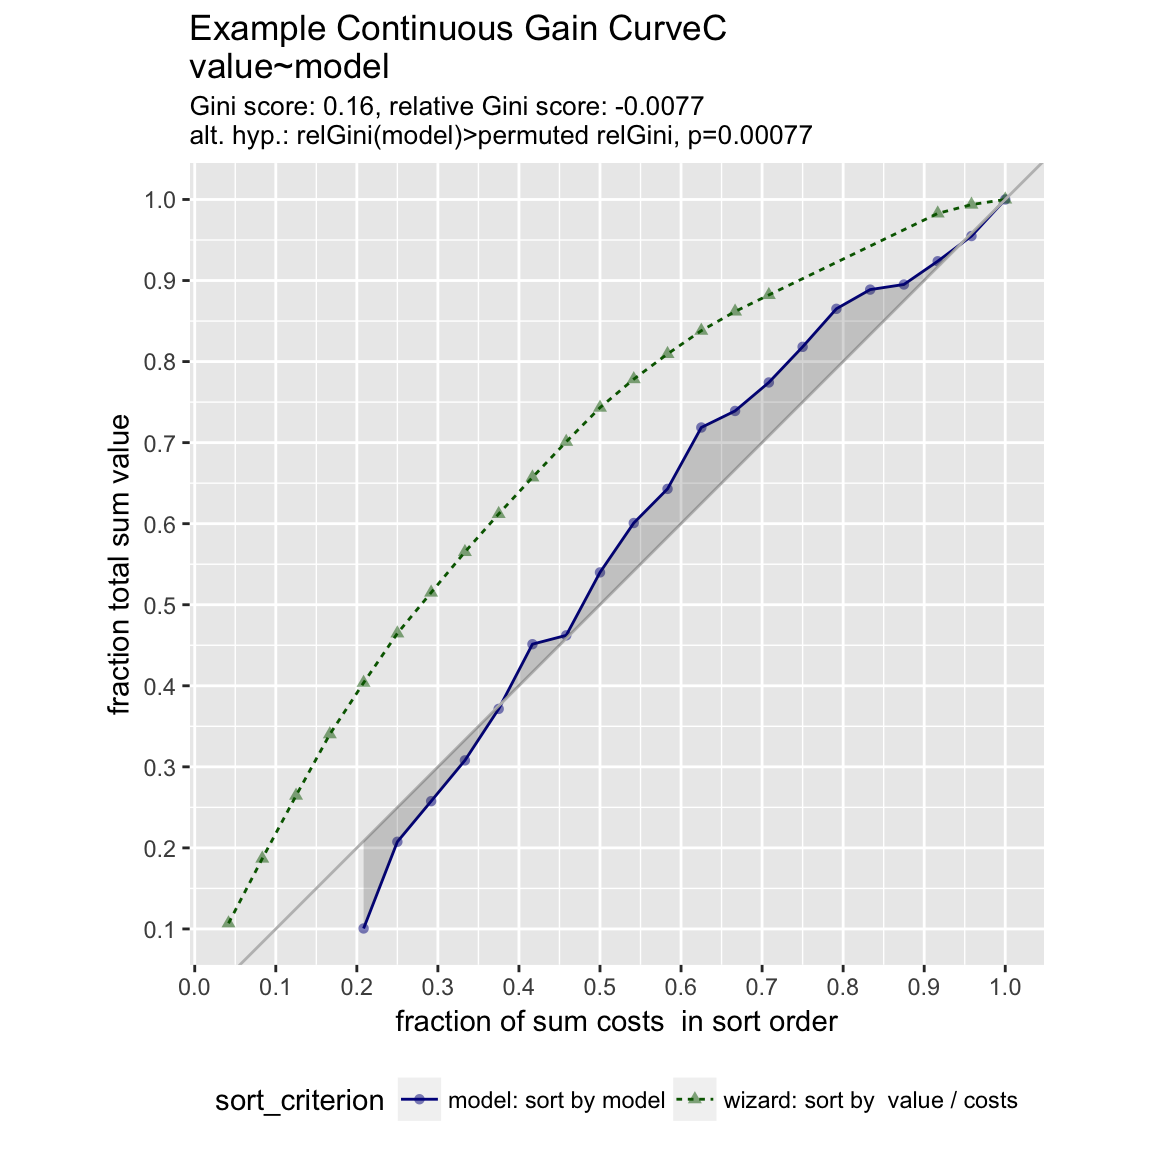 Example Continuous Gain CurveC
value~model
Gini score: 0.16, relative Gini score: -0.0077
alt. hyp.: relGini(model)>permuted relGini, p=0.00077
fraction total sum value
1.0
0.9
0.8
0.7
0.6
0.5
0.4
0.3
0.2
0.1
0.0 0.1 0.2 0.3 0.4 0.5 0.6 0.7 0.8 0.9 1.0
fraction of sum costs  in sort order
sort_criterion model: sort by model wizard: sort by  value / costs